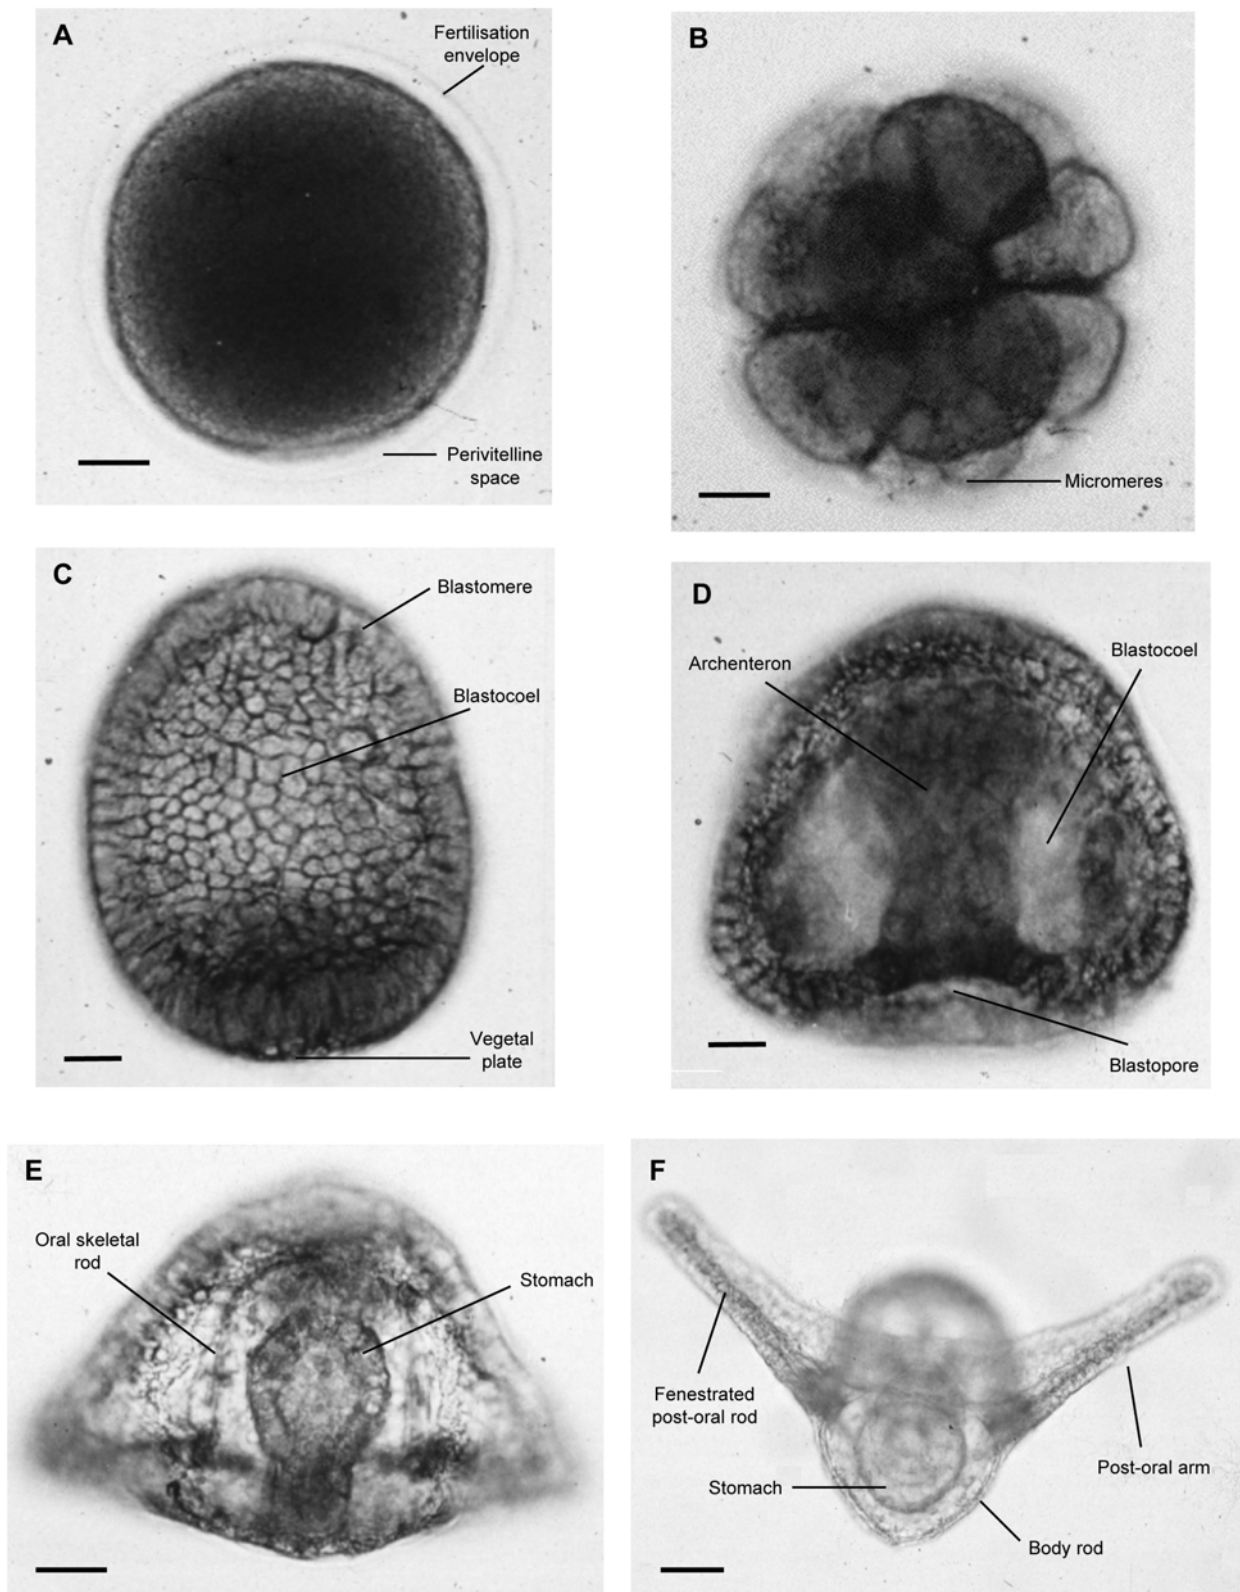 A
Fertilisation
envelope
Perivitelline
space
B
Micromeres
C
Blastomere
Blastocoel
Vegetal
plate
D
Archenteron
Blastocoel
Blastopore
E
Oral skeletal
rod
Stomach
F
Fenestrated
post-oral rod
Stomach
Post-oral arm
Body rod